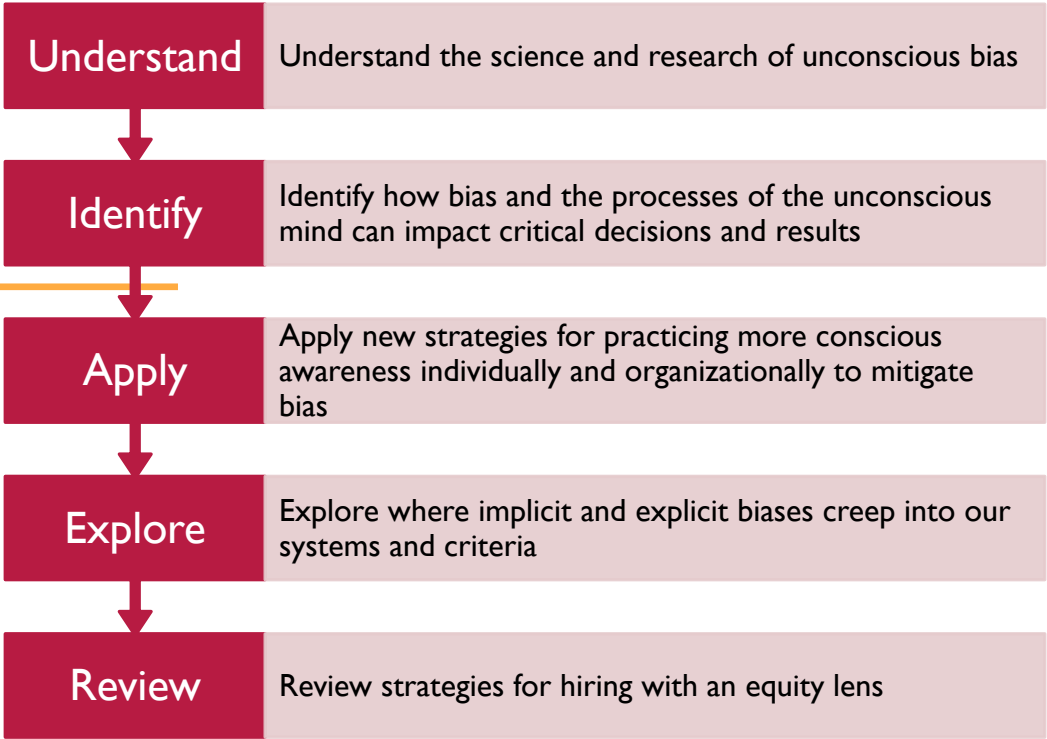 Understand
Understand the science and research of unconscious bias
Identify
Identify how bias and the processes of the unconscious
mind can impact critical decisions and results
Apply
Apply new strategies for practicing more conscious
awareness individually and organizationally to mitigate
bias
Explore
Explore where implicit and explicit biases creep into our
systems and criteria
Review
Review strategies for hiring with an equity lens